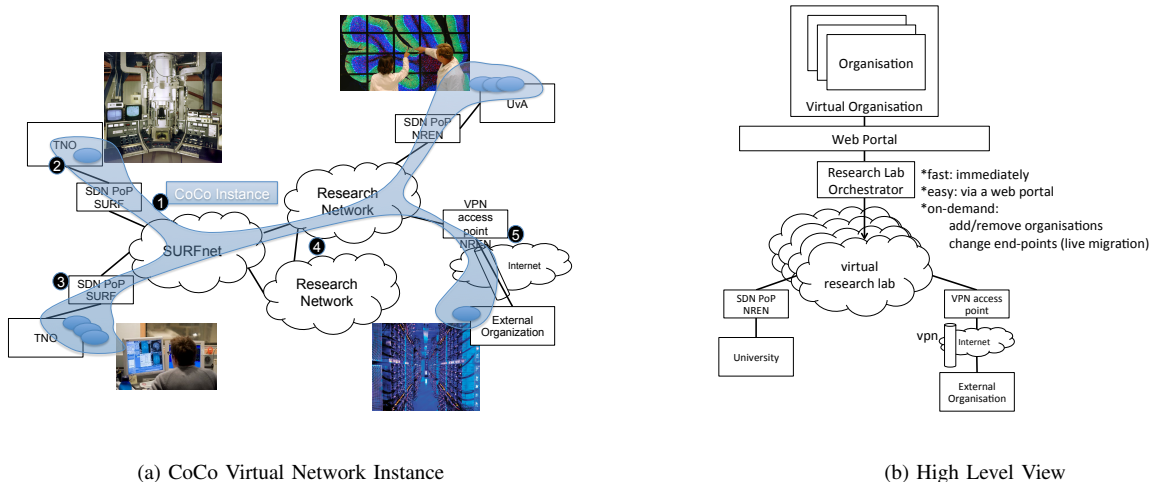 UvA
SDN PoP
NREN
TNO
2
SDN PoP
SURF
1
CoCo Instance
Research
Network
VPN
access
point
NREN
5
4
SURFnet
Internet
3
SDN PoP
SURF
Research
Network
TNO
External
Organization
(a) CoCo Virtual Network Instance
Organisation
Virtual Organisation
Web Portal
Research Lab
Orchestrator
*fast: immediately
*easy: via a web portal
*on-demand:
add/remove organisations
change end-points (live migration)
virtual
research lab
SDN PoP
NREN
University
VPN access
point
vpn
Internet
External
Organisation
(b) High Level View